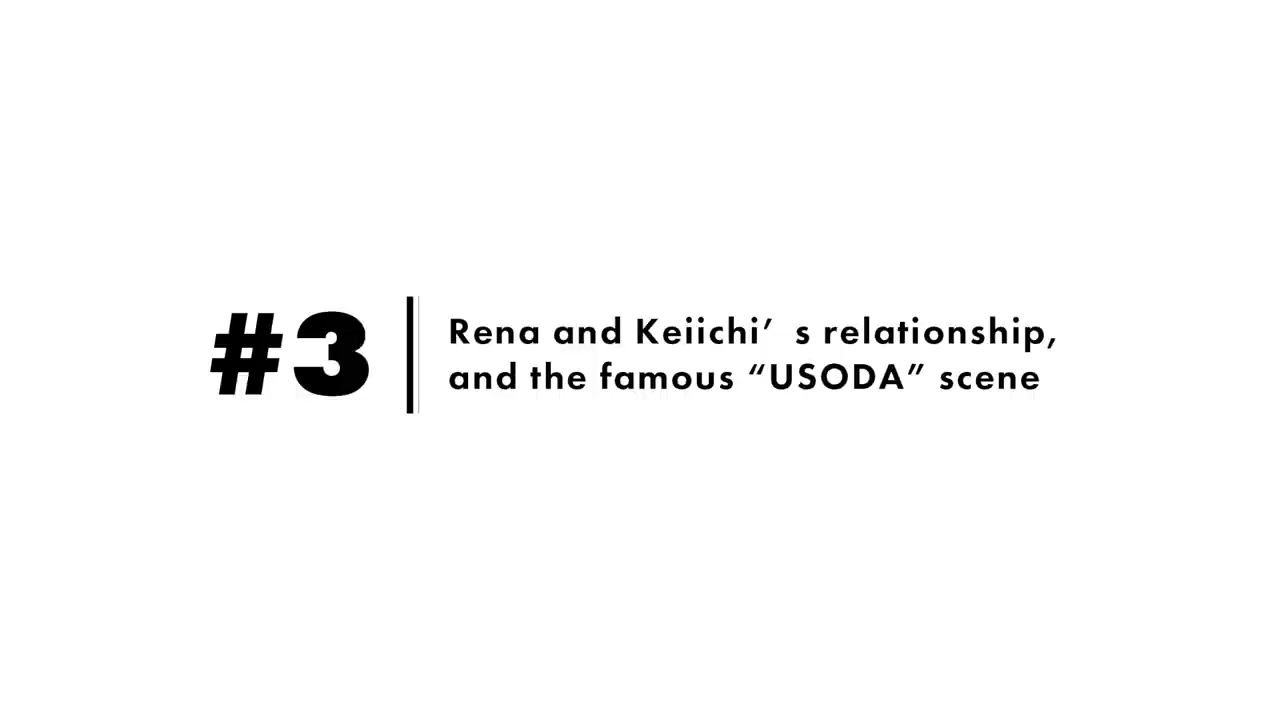 #3
Rena and Keiichi’ s relationship,
and the famous “USODA” scene